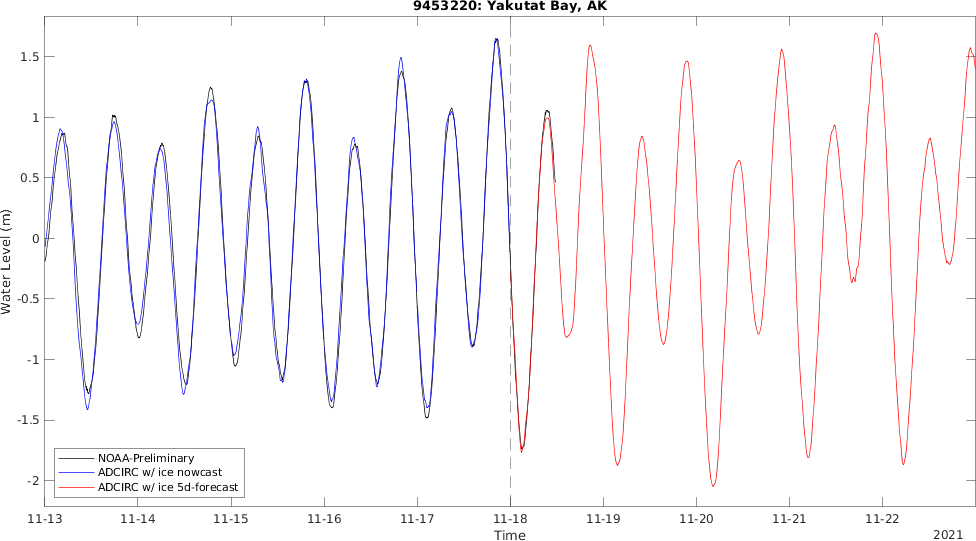 9453220: Yakutat Bay, AK
Water Level (m)
1.5
1
0.5
0
-0.5
-1
-1.5
-2
NOAA-Preliminary
ADCIRC w/ ice nowcast
ADCIRC w/ ice 5d-forecast
11-13 11-14 11-15 11-16 11-17 11-18 11-19 11-20 11-21 11-22
Time
2021